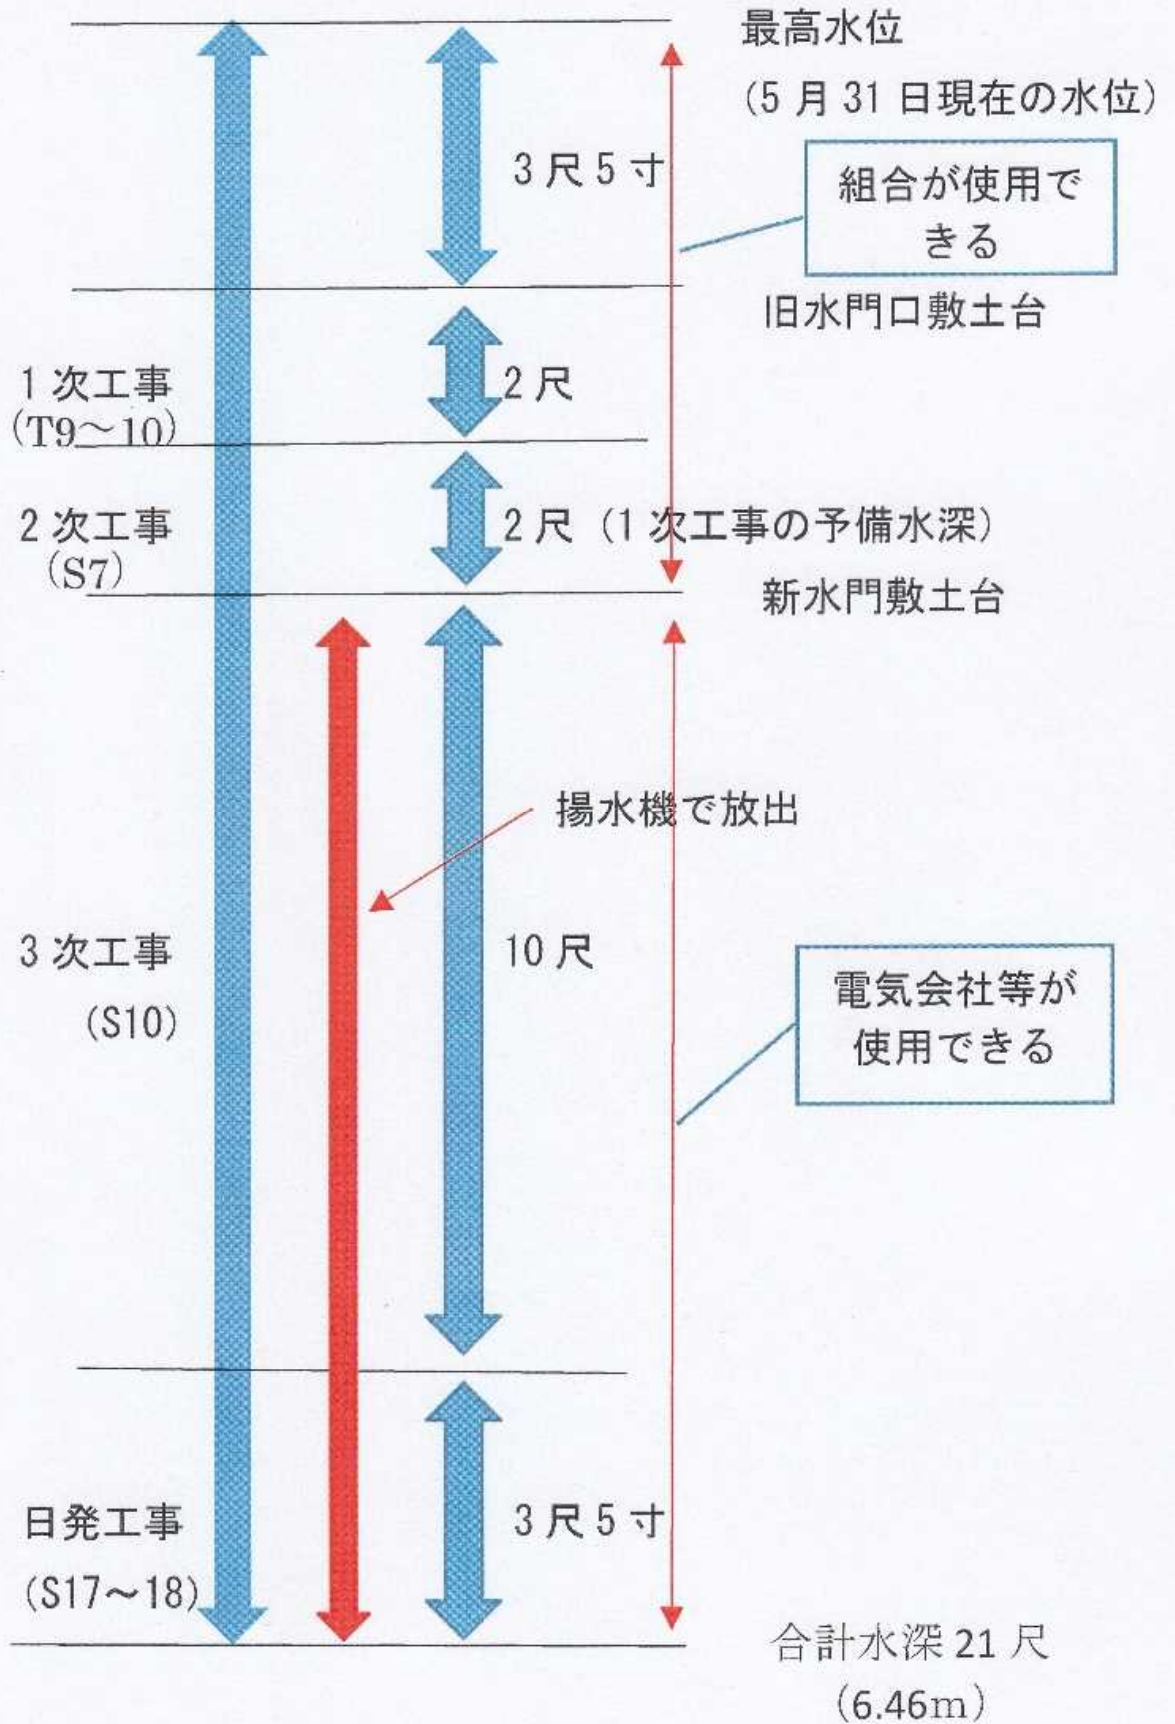 最高水位
(5月31日現在の水位)
3尺5寸
組合が使用で
きる
旧水門口敷土台
1次工事
(T9～10)
2尺
2次工事
(S7)
2尺 (1次工事の予備水深)
新水門敷土台
揚水機で放出
3次工事
(S10)
10尺
電気会社等が
使用できる
日発工事
(S17～18)
3尺5寸
合計水深21尺
(6.46m)